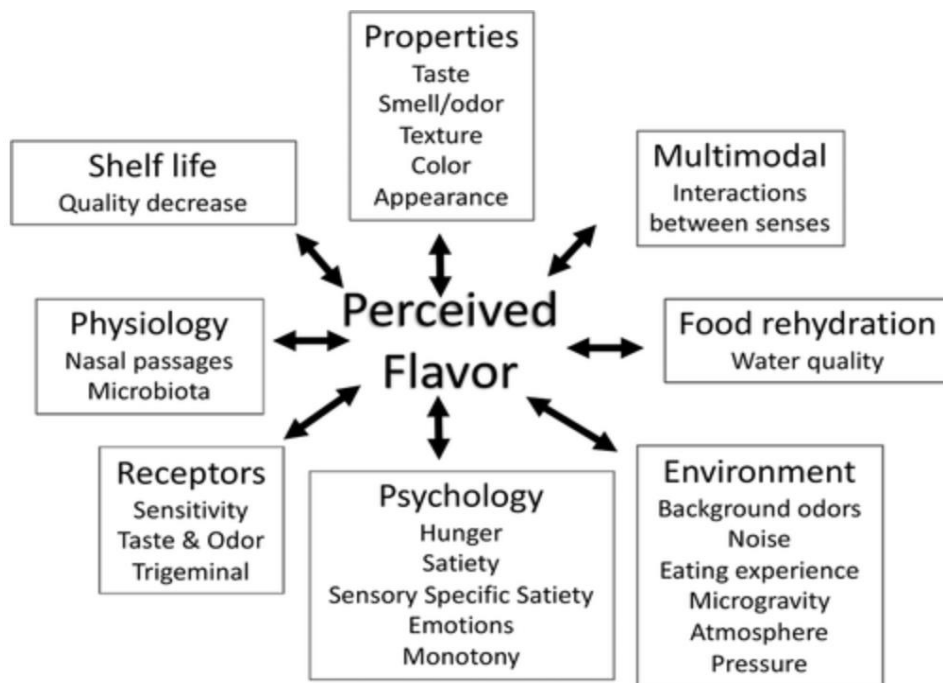 Properties
Taste
Smell/odor
Texture
Color
Appearance
Shelf life
Quality decrease
Multimodal
Interactions
between senses
Physiology
Nasal passages
Microbiota
Perceived
Flavor
Food rehydration
Water quality
Receptors
Sensitivity
Taste & Odor
Trigeminal
Psychology
Hunger
Satiety
Sensory Specific Satiety
Emotions
Monotony
Environment
Background odors
Noise
Eating experience
Microgravity
Atmosphere
Pressure